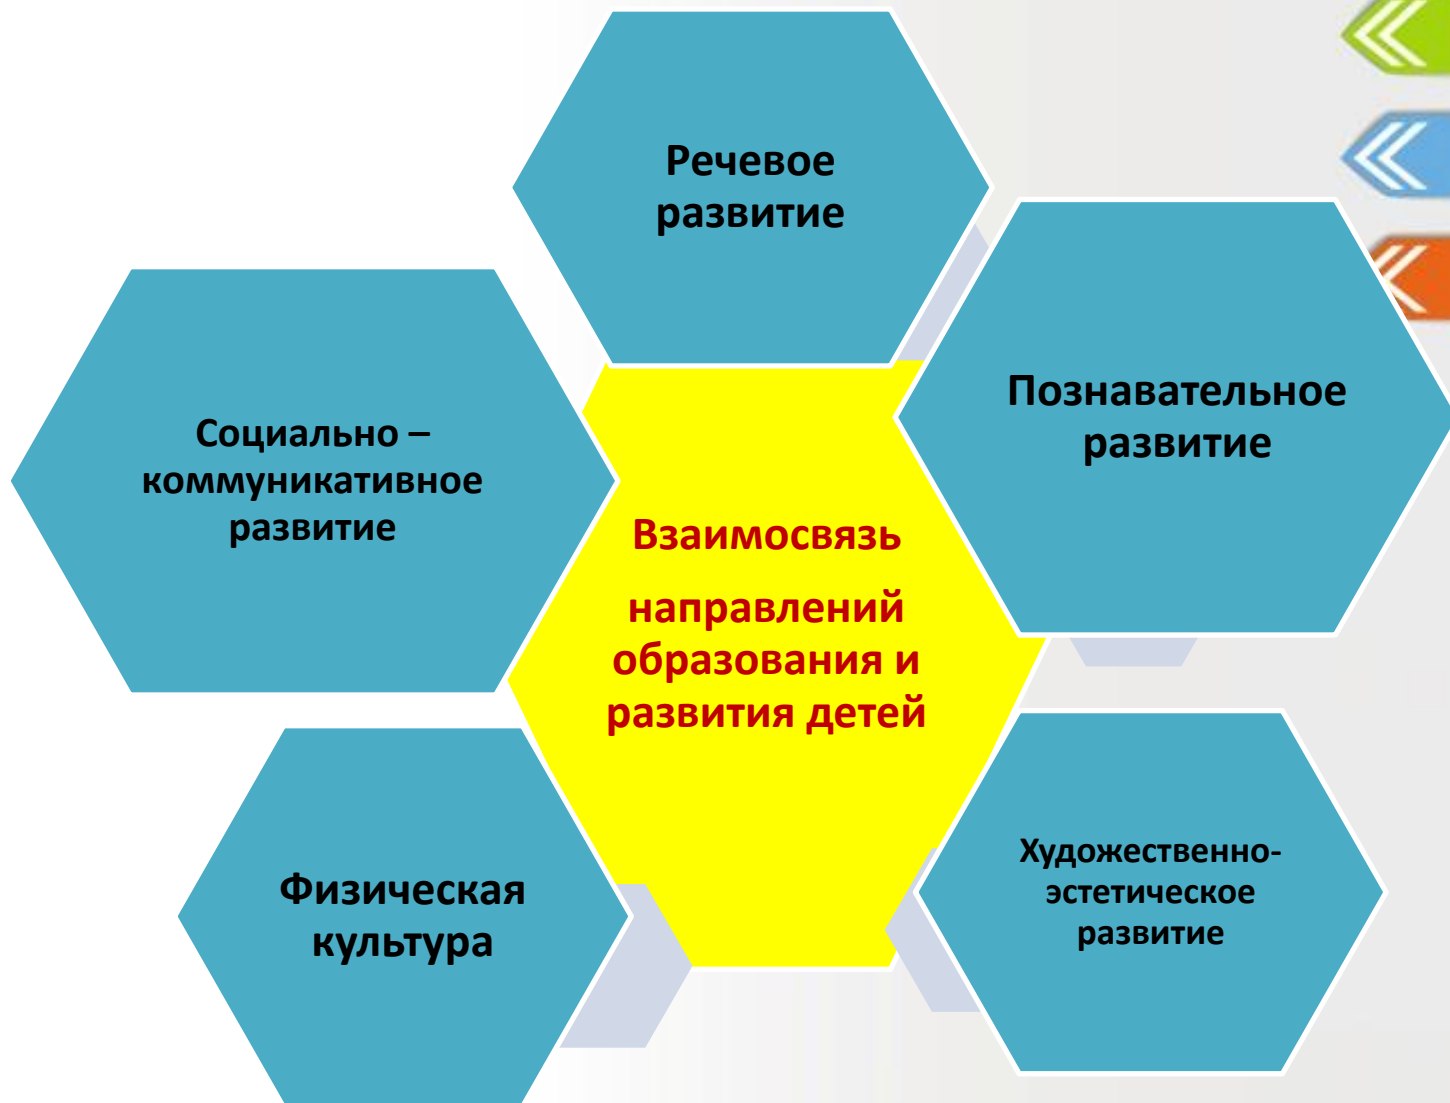 Речевое
развитие
Познавательное
развитие
Социально –
коммуникативное
развитие
Взаимосвязь
направлений
образования и
развития детей
Физическая
культура
Художественно-
эстетическое
развитие